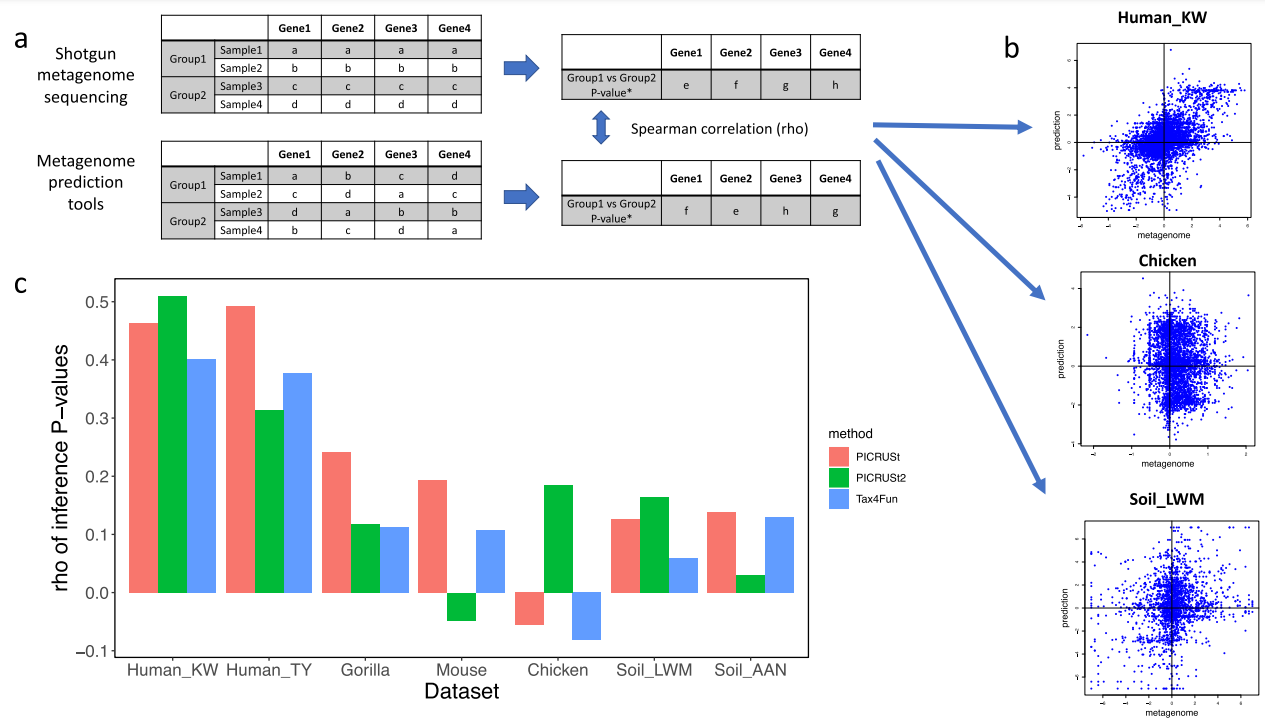 a
Shotgun
metagenome
sequencing
Gene1 Gene2 Gene3 Gene4
Group1 Sample1 a a a a
Sample2 b b b b
Group2 Sample3 c c c c
Sample4 d d d d
Gene1 Gene2 Gene3 Gene4
Group1 vs Group2
P-value* e f g h
Spearman correlation (rho)
Metagenome
prediction
tools
Gene1 Gene2 Gene3 Gene4
Group1 Sample1 a b c d
Sample2 c d a c
Group2 Sample3 d a b b
Sample4 b c d a
Gene1 Gene2 Gene3 Gene4
Group1 vs Group2
P-value* f e h g
b
Human_KW
prediction
metagenome
Chicken
prediction
metagenome
Soil_LWM
prediction
metagenome
c
rho of inference P−values
0.5
0.4
0.3
0.2
0.1
0.0
−0.1
Human_KW Human_TY Gorilla Mouse Chicken Soil_LWM Soil_AAN
Dataset
method
PICRUSt
PICRUSt2
Tax4Fun